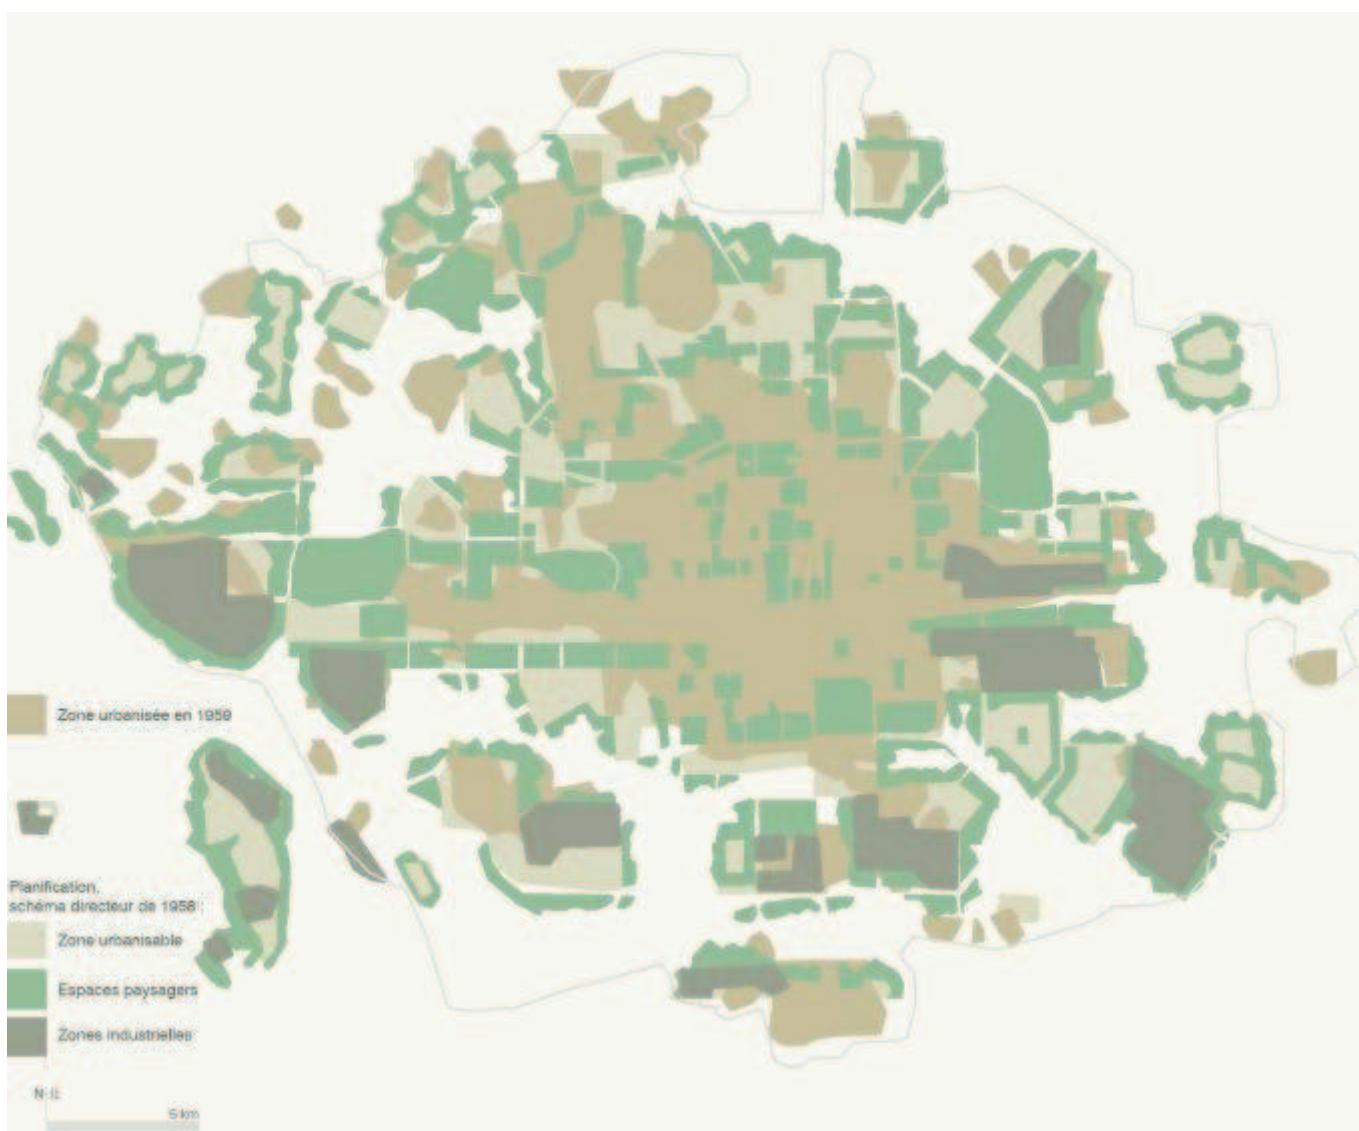 Zone urbanisée en 1959
Planification,
schéma directeur de 1958 :
Zone urbanisable
Espaces paysagers
Zones industrielles
N
5 km